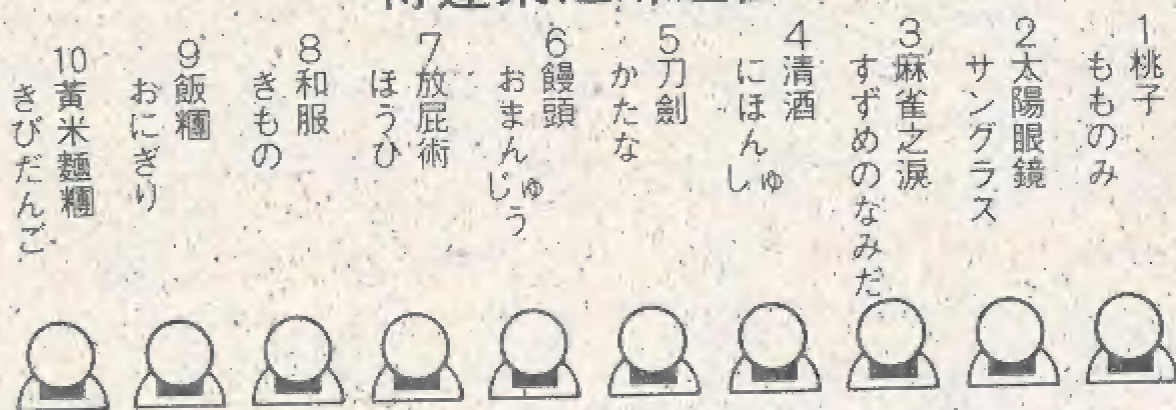 1桃子
もものみ
2太陽眼鏡
サングラス
3麻雀之淚
すずめのなみだ
4清酒
にほんしゅ
5刀劍
かたな
6饅頭
おまんじゅう
7放屁術
ほうひ
8和服
きもの
9飯糰
おにぎり
10黃米麵糰
きびだんご